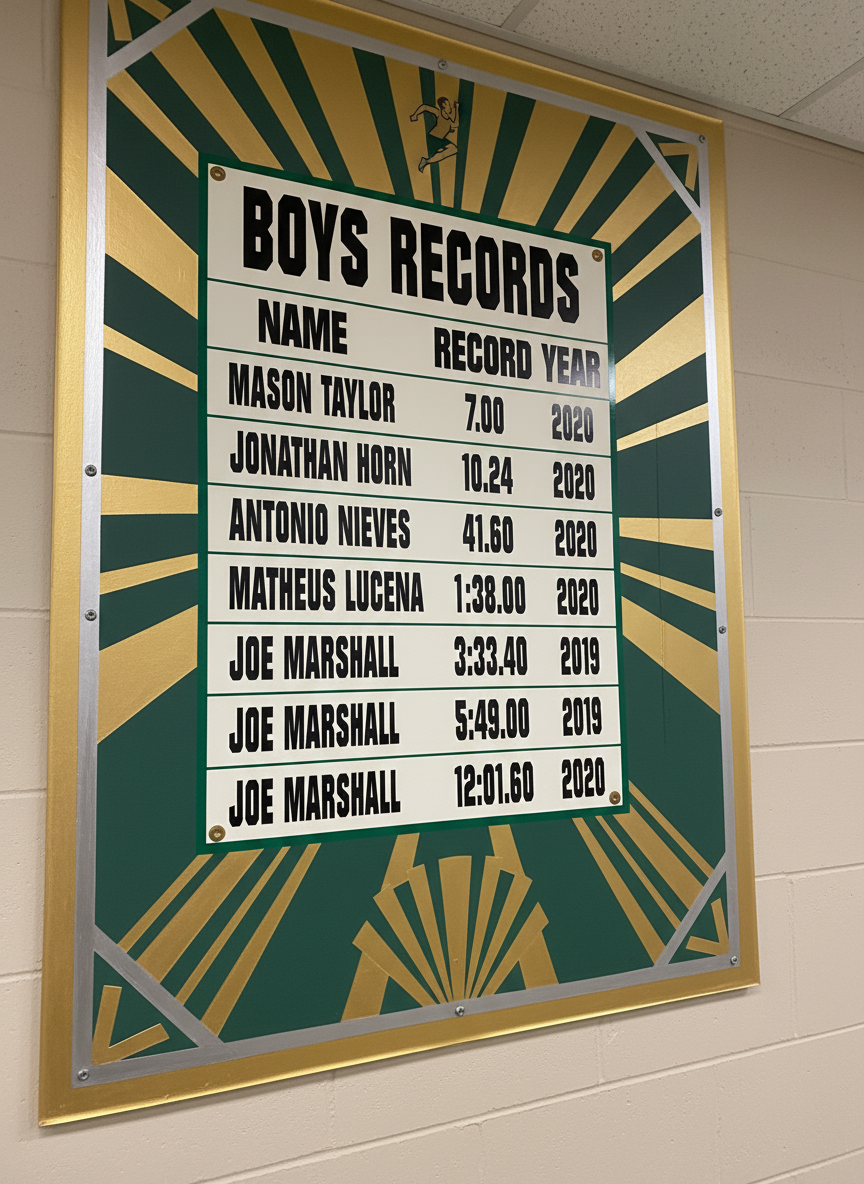 BOYS RECORDS
NAME RECORD YEAR
MASON TAYLOR 7.00 2020
JONATHAN HORN 10.24 2020
ANTONIO NIEVES 41.60 2020
MATHEUS LUCENA 1:38.00 2020
JOE MARSHALL 3:33.40 2019
JOE MARSHALL 5:49.00 2019
JOE MARSHALL 12:01.60 2020